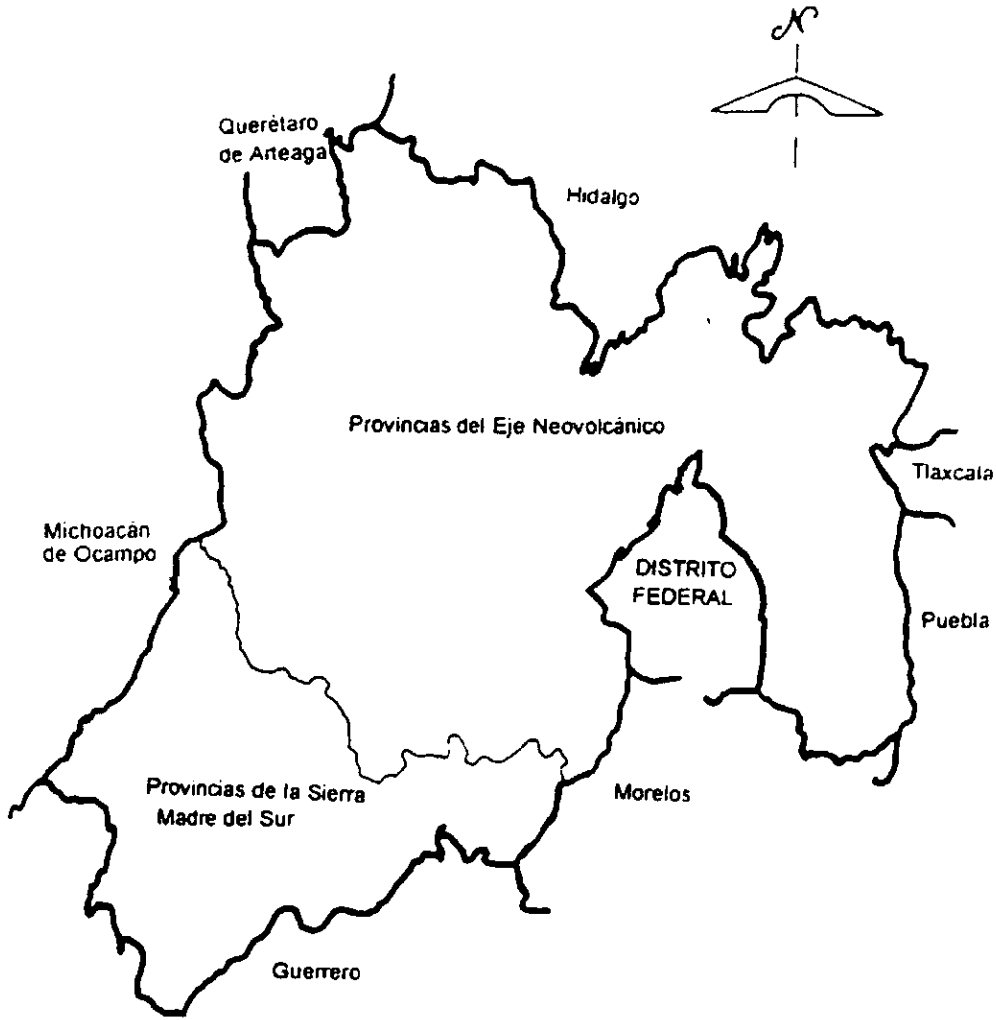 N
Querétaro
de Arteaga
Hidalgo
Provincias del Eje Neovolcánico
Tlaxcala
Michoacán
de Ocampo
DISTRITO
FEDERAL
Puebla
Provincias de la Sierra
Madre del Sur
Morelos
Guerrero